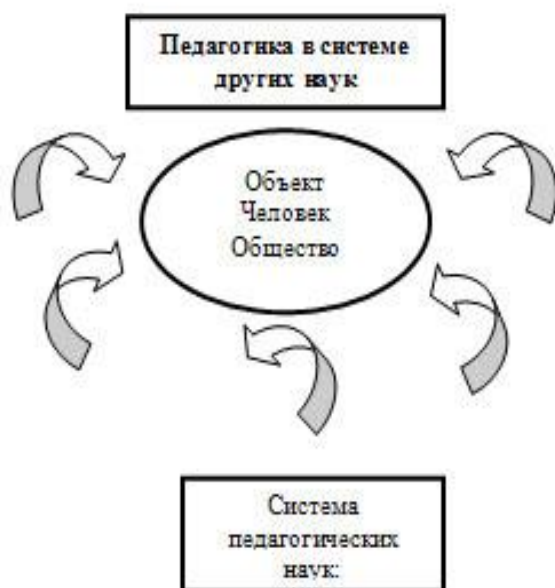 Педагогика в системе
других наук
Объект
Человек
Общество
Система
педагогических
наук: